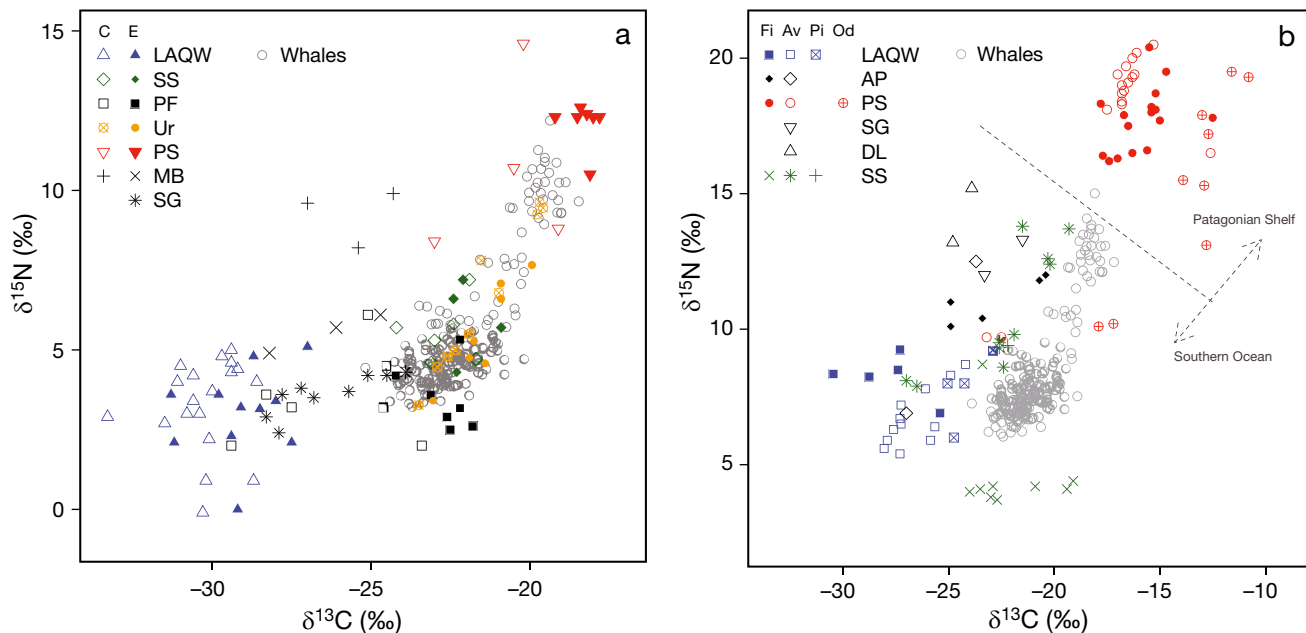 a
C E
LAQW Whales
SS
PF
Ur
PS
MB
SG
15
10
5
0
δ15N (‰)
–30 –25 –20
δ13C (‰)
b
Fi Av Pi Od
LAQW Whales
AP
PS
SG
DL
SS
Patagonian Shelf
Southern Ocean
20
15
10
5
δ15N (‰)
–30 –25 –20 –15 –10
δ13C (‰)